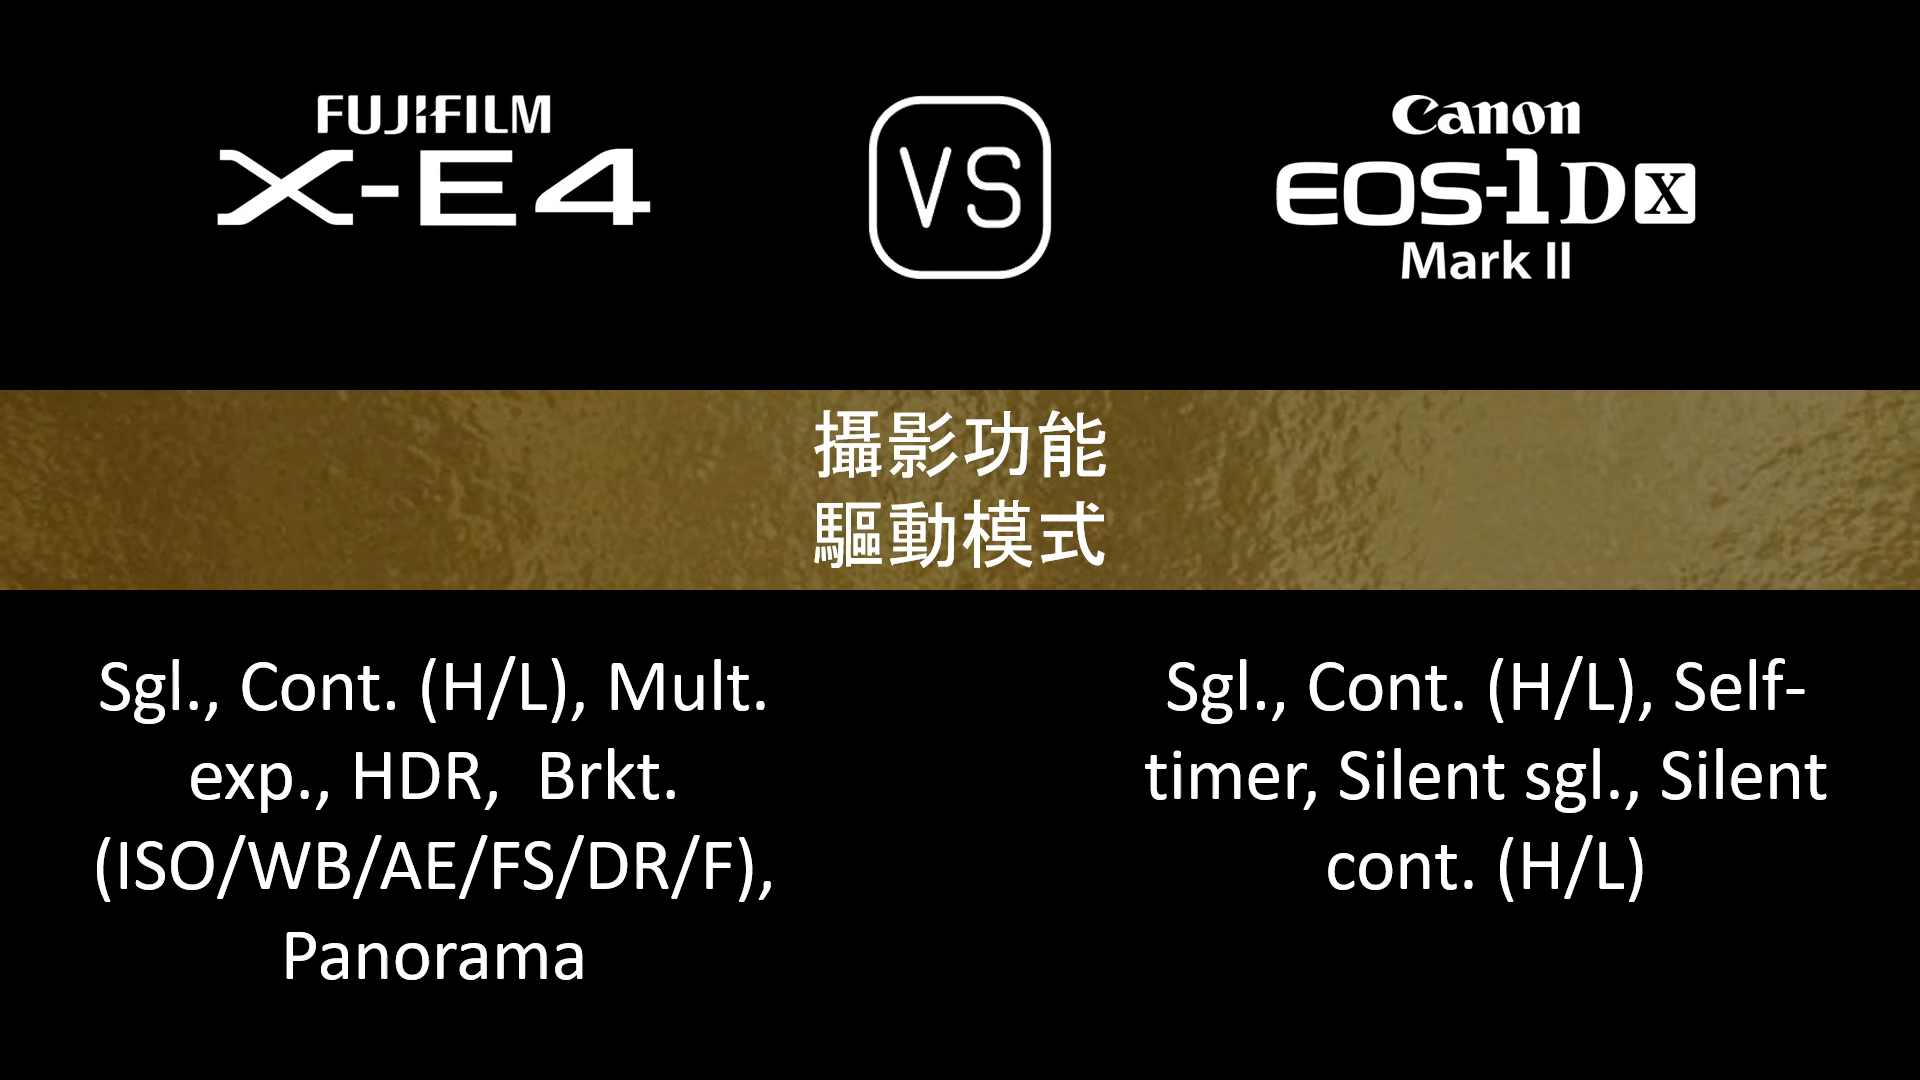 FUJIFILM
X-E4
VS
Canon
EOS-1D X
Mark II
攝影功能
驅動模式
Sgl., Cont. (H/L), Mult.
exp., HDR,  Brkt.
(ISO/WB/AE/FS/DR/F),
Panorama
Sgl., Cont. (H/L), Self-
timer, Silent sgl., Silent
cont. (H/L)